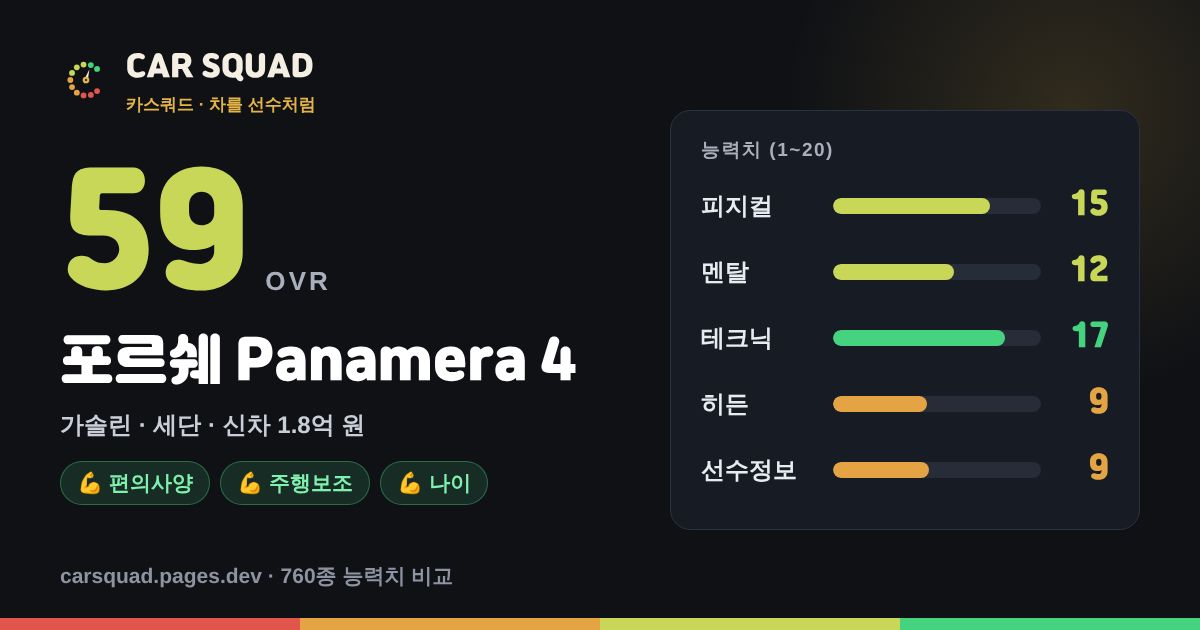 CAR SQUAD
카스쿼드 · 차를 선수처럼
59 OVR
포르쉐 Panamera 4
가솔린 · 세단 · 신차 1.8억 원
💪 편의사양 💪 주행보조 💪 나이
carsquad.pages.dev · 760종 능력치 비교
능력치 (1~20)
피지컬 15
멘탈 12
테크닉 17
히든 9
선수정보 9